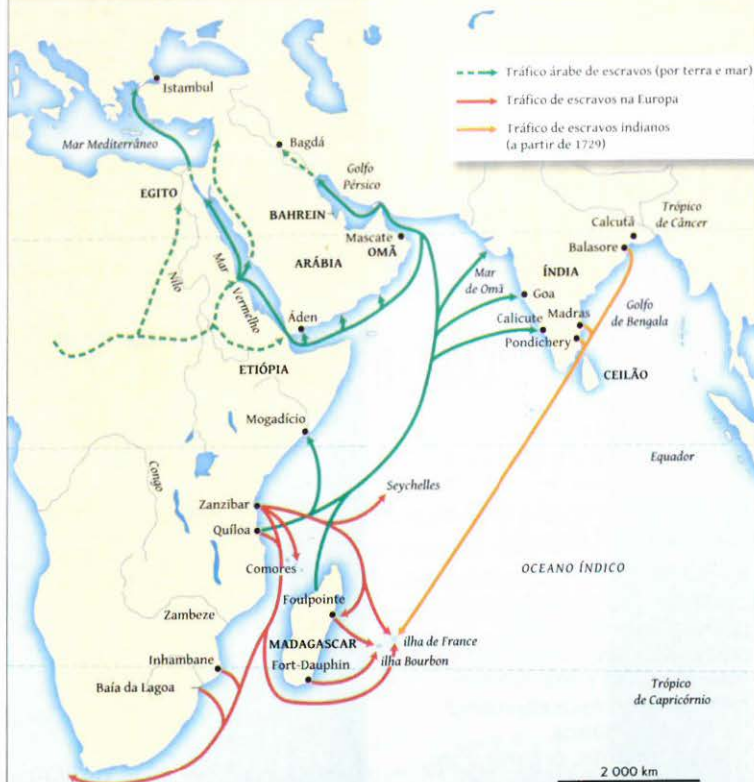 Tráfico árabe de escravos (por terra e mar)
Tráfico de escravos na Europa
Tráfico de escravos indianos
(a partir de 1729)
Istambul
Mar Mediterrâneo
Bagdá
Golfo
Pérsico
EGITO
BAHREIN
Mascate
OMÃ
ARÁBIA
Mar
Vermelho
Nilo
Áden
ETIÓPIA
Mogadício
Calcutá
Trópico
de Câncer
Balasore
ÍNDIA
Mar
de Omã
Goa
Golfo
de Bengala
Calicute
Madras
Pondichery
CEILÃO
Congo
Equador
Seychelles
Zanzibar
Quíloa
Comores
OCEANO ÍNDICO
Foulpointe
Zambeze
MADAGASCAR
ilha de France
ilha Bourbon
Inhambane
Fort-Dauphin
Baía da Lagoa
Trópico
de Capricórnio
2 000 km